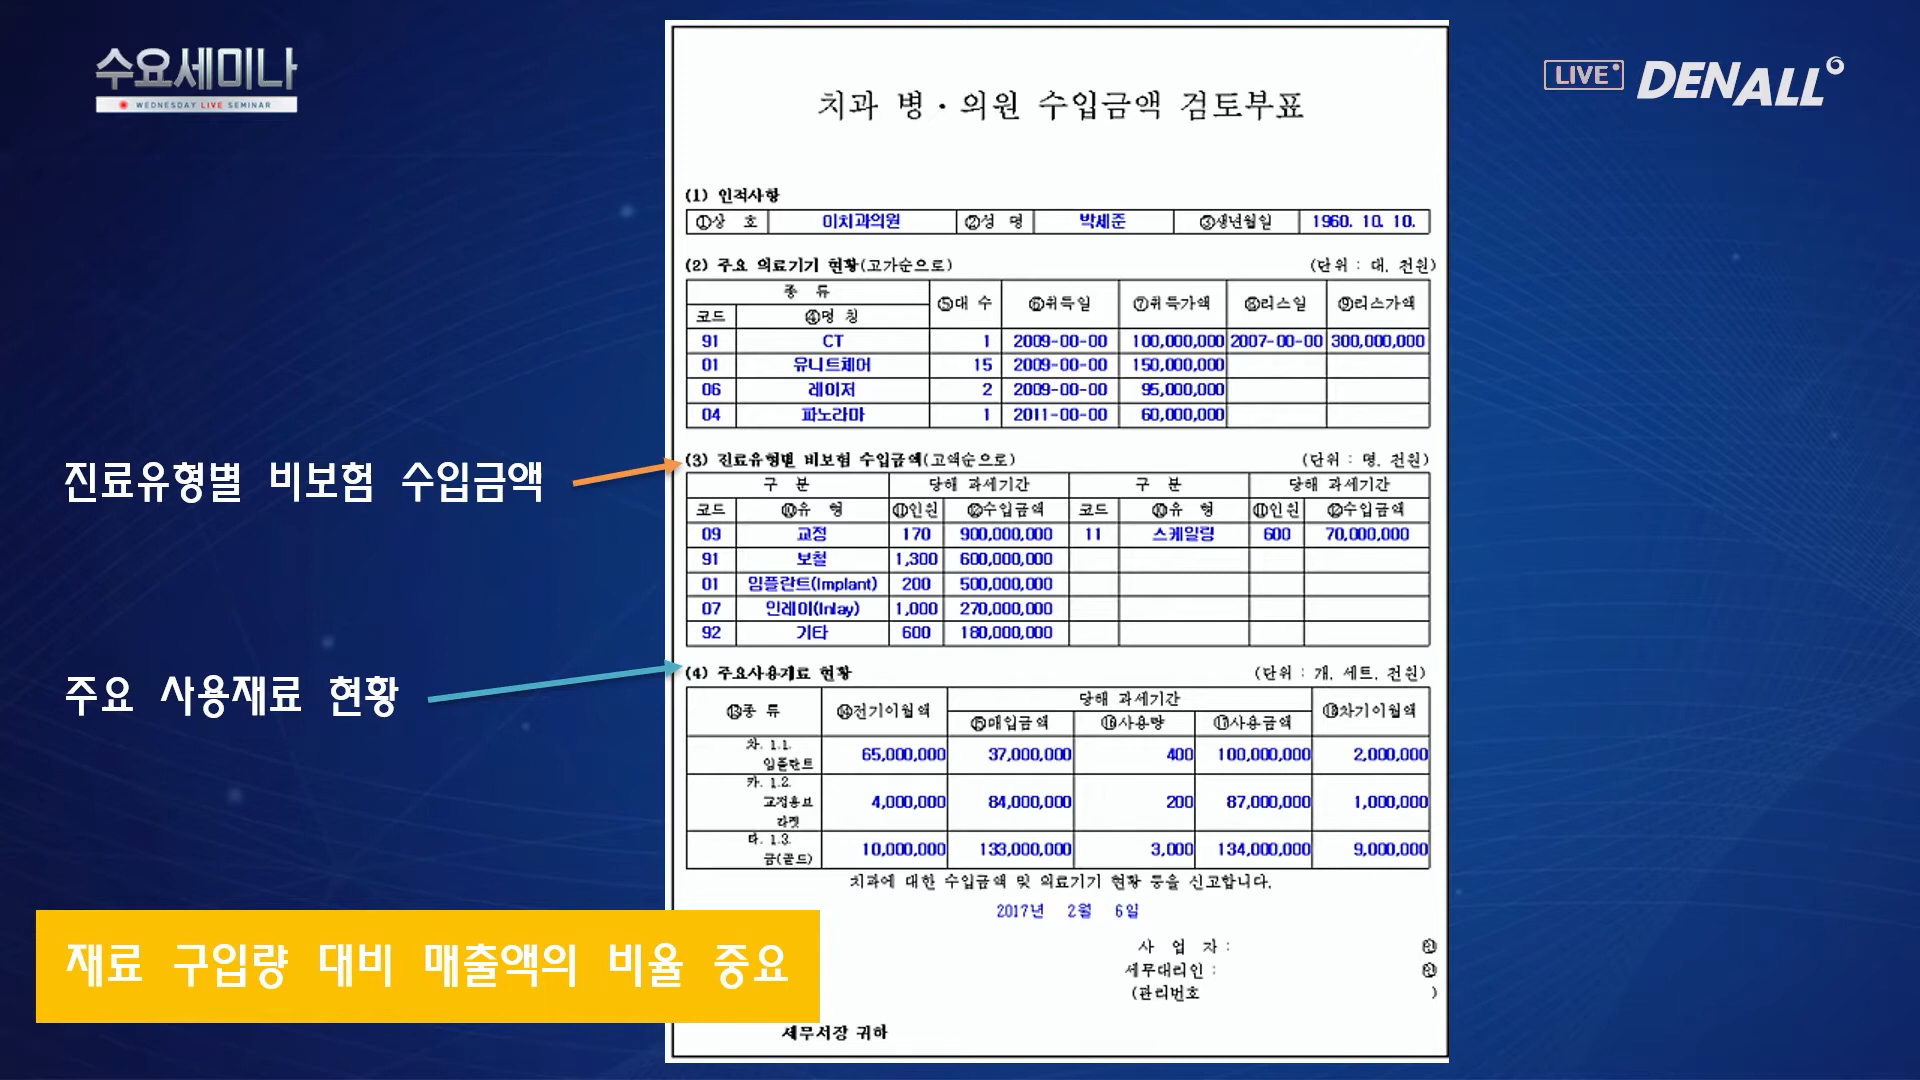 수요세미나
WEDNESDAY LIVE SEMINAR
LIVE DENALL
치과 병·의원 수입금액 검토부표
(1) 인적사항
①상 호 미치과의원 ②성 명 박세준 ③생년월일 1960. 10. 10.
(2) 주요 의료기기 현황(고가순으로) (단위 : 대, 천원)
종 류 ⑤대 수 ⑥취득일 ⑦취득가액 ⑧리스일 ⑨리스가액
코드 ④명 칭
91 CT 1 2009-00-00 100,000,000 2007-00-00 300,000,000
01 유니트체어 15 2009-00-00 150,000,000
06 레이저 2 2009-00-00 95,000,000
04 파노라마 1 2011-00-00 60,000,000
진료유형별 비보험 수입금액
(3) 진료유형별 비보험 수입금액(고액순으로) (단위 : 명, 천원)
구 분 당해 과세기간 구 분 당해 과세기간
코드 ⑩유 형 ⑪인원 ⑫수입금액 코드 ⑩유 형 ⑪인원 ⑫수입금액
09 교정 170 900,000,000 11 스케일링 600 70,000,000
91 보철 1,300 600,000,000
01 임플란트(Implant) 200 500,000,000
07 인레이(Inlay) 1,000 270,000,000
92 기타 600 180,000,000
주요 사용재료 현황
(4) 주요사용재료 현황 (단위 : 개, 세트, 천원)
⑬종 류 ⑭전기이월액 당해 과세기간 ⑱차기이월액
⑮매입금액 ⑯사용량 ⑰사용금액
차. 1.1.
임플란트 65,000,000 37,000,000 400 100,000,000 2,000,000
카. 1.2.
교정용브
라켓 4,000,000 84,000,000 200 87,000,000 1,000,000
타. 1.3.
금(골드) 10,000,000 133,000,000 3,000 134,000,000 9,000,000
치과에 대한 수입금액 및 의료기기 현황 등을 신고합니다.
2017년 2월 6일
재료 구입량 대비 매출액의 비율 중요
사 업 자 : 인
세무대리인 : 인
(관리번호 )
세무서장 귀하